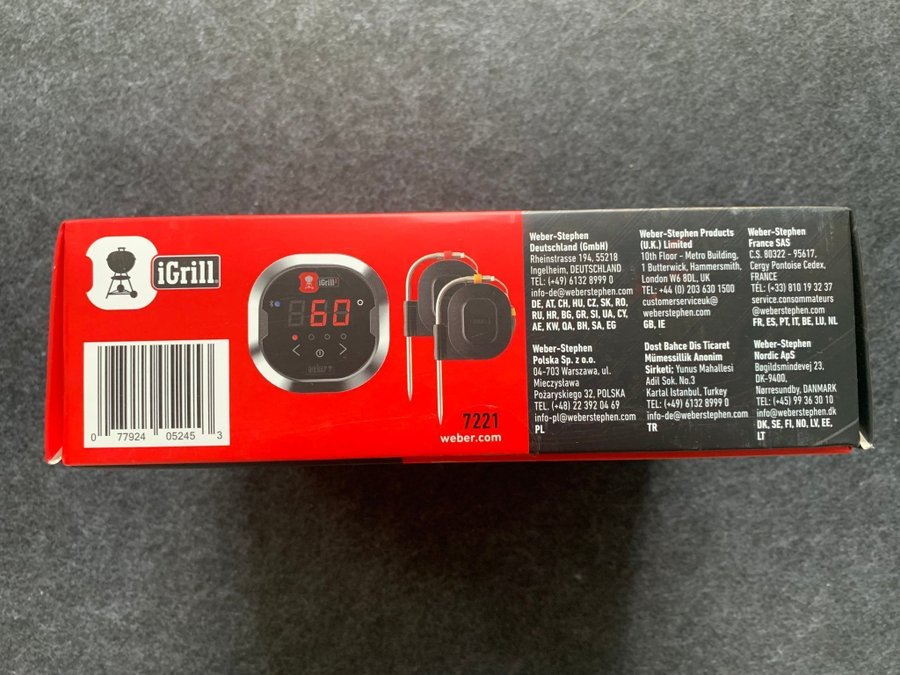 iGrill²
iGrill²
60
weber
0 77924 05245 3
7221
weber.com
Weber-Stephen
Deutschland (GmbH)
Rheinstrasse 194, 55218
Ingelheim, DEUTSCHLAND
TEL: (+49) 6132 8999 0
info-de@weberstephen.com
DE, AT, CH, HU, CZ, SK, RO,
RU, HR, BG, GR, SI, UA, CY,
AE, KW, QA, BH, SA, EG
Weber-Stephen
Polska Sp. z o.o.
04-703 Warszawa, ul.
Mieczysława
Pożaryskiego 32, POLSKA
TEL. (+48) 22 392 04 69
info-pl@weberstephen.com
PL
Weber-Stephen Products
(U.K.) Limited
10th Floor - Metro Building,
1 Butterwick, Hammersmith,
London W6 8DL, UK
TEL: +44 (0) 203 630 1500
customerserviceuk@
weberstephen.com
GB, IE
Dost Bahce Dis Ticaret
Mümessillik Anonim
Sirketi; Yunus Mahallesi
Adil Sok. No.3
Kartal Istanbul, Turkey
TEL: (+49) 6132 8999 0
info-de@weberstephen.com
TR
Weber-Stephen
France SAS
C.S. 80322 - 95617,
Cergy Pontoise Cedex,
FRANCE
TÉL: (+33) 810 19 32 37
service.consommateurs
@weberstephen.com
FR, ES, PT, IT, BE, LU, NL
Weber-Stephen
Nordic ApS
Bøgildsmindevej 23,
DK-9400,
Nørresundby, DANMARK
TEL: (+45) 99 36 30 10
info@weberstephen.dk
DK, SE, FI, NO, LV, EE,
LT